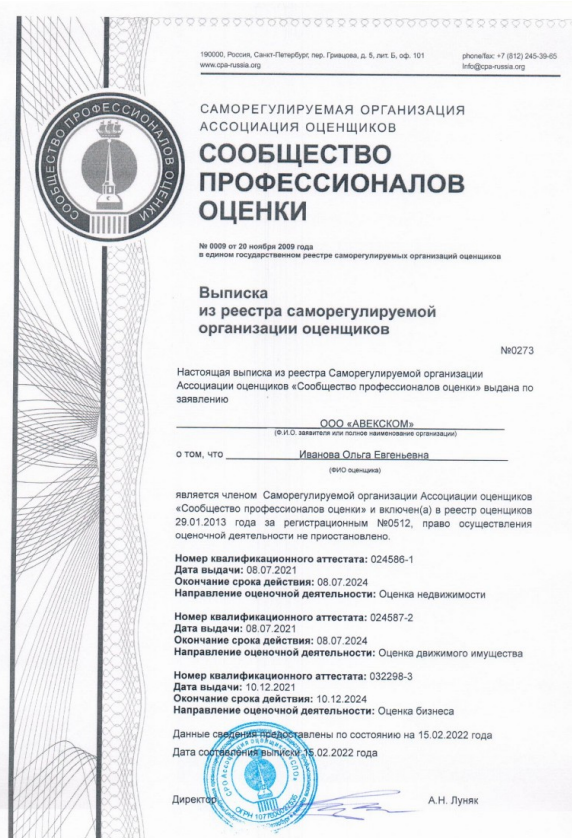 190000, Россия, Санкт-Петербург, пер. Гривцова, д. 5, лит. Б, оф. 101
www.cpa-russia.org
phone/fax: +7 (812) 245-39-65
Info@cpa-russia.org
СООБЩЕСТВО ПРОФЕССИОНАЛОВ ОЦЕНКИ
САМОРЕГУЛИРУЕМАЯ ОРГАНИЗАЦИЯ
АССОЦИАЦИЯ ОЦЕНЩИКОВ
СООБЩЕСТВО
ПРОФЕССИОНАЛОВ
ОЦЕНКИ
№ 0009 от 20 ноября 2009 года
в едином государственном реестре саморегулируемых организаций оценщиков
Выписка
из реестра саморегулируемой
организации оценщиков
№0273
Настоящая выписка из реестра Саморегулируемой организации
Ассоциации оценщиков «Сообщество профессионалов оценки» выдана по
заявлению
ООО «АВЕКСКОМ»
(Ф.И.О. заявителя или полное наименование организации)
о том, что Иванова Ольга Евгеньевна
(ФИО оценщика)
является членом Саморегулируемой организации Ассоциации оценщиков
«Сообщество профессионалов оценки» и включен(а) в реестр оценщиков
29.01.2013 года за регистрационным №0512, право осуществления
оценочной деятельности не приостановлено.
Номер квалификационного аттестата: 024586-1
Дата выдачи: 08.07.2021
Окончание срока действия: 08.07.2024
Направление оценочной деятельности: Оценка недвижимости
Номер квалификационного аттестата: 024587-2
Дата выдачи: 08.07.2021
Окончание срока действия: 08.07.2024
Направление оценочной деятельности: Оценка движимого имущества
Номер квалификационного аттестата: 032298-3
Дата выдачи: 10.12.2021
Окончание срока действия: 10.12.2024
Направление оценочной деятельности: Оценка бизнеса
Данные сведения предоставлены по состоянию на 15.02.2022 года
Дата составления выписки 15.02.2022 года
Директор
А.Н. Луняк